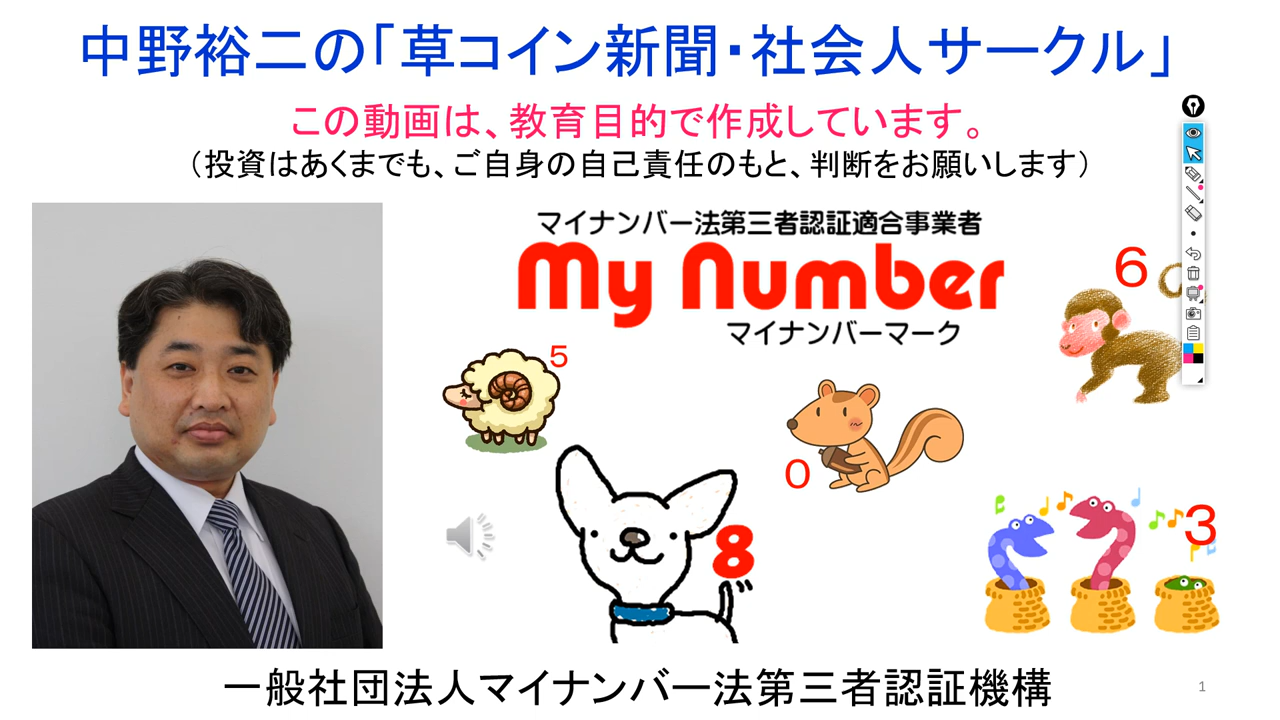 中野裕二の「草コイン新聞・社会人サークル」
この動画は、教育目的で作成しています。
（投資はあくまでも、ご自身の自己責任のもと、判断をお願いします）
マイナンバー法第三者認証適合事業者
My Number
マイナンバーマーク
6
5
0
8
3
一般社団法人マイナンバー法第三者認証機構
1